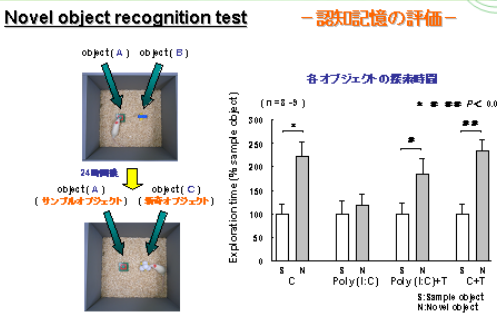 Novel object recognition test
－認知記憶の評価－
object(A) object(B)
24時間後
object(A) object(C)
(サンプルオブジェクト) (新奇オブジェクト)
各オブジェクトの探索時間
(n=8-9)
* # ## P< 0.0
Exploration time (% sample object)
300
250
200
150
100
50
0
*
#
##
S N S N S N S N
C Poly(I:C) Poly(I:C)+T C+T
S:Sample object
N:Novel object